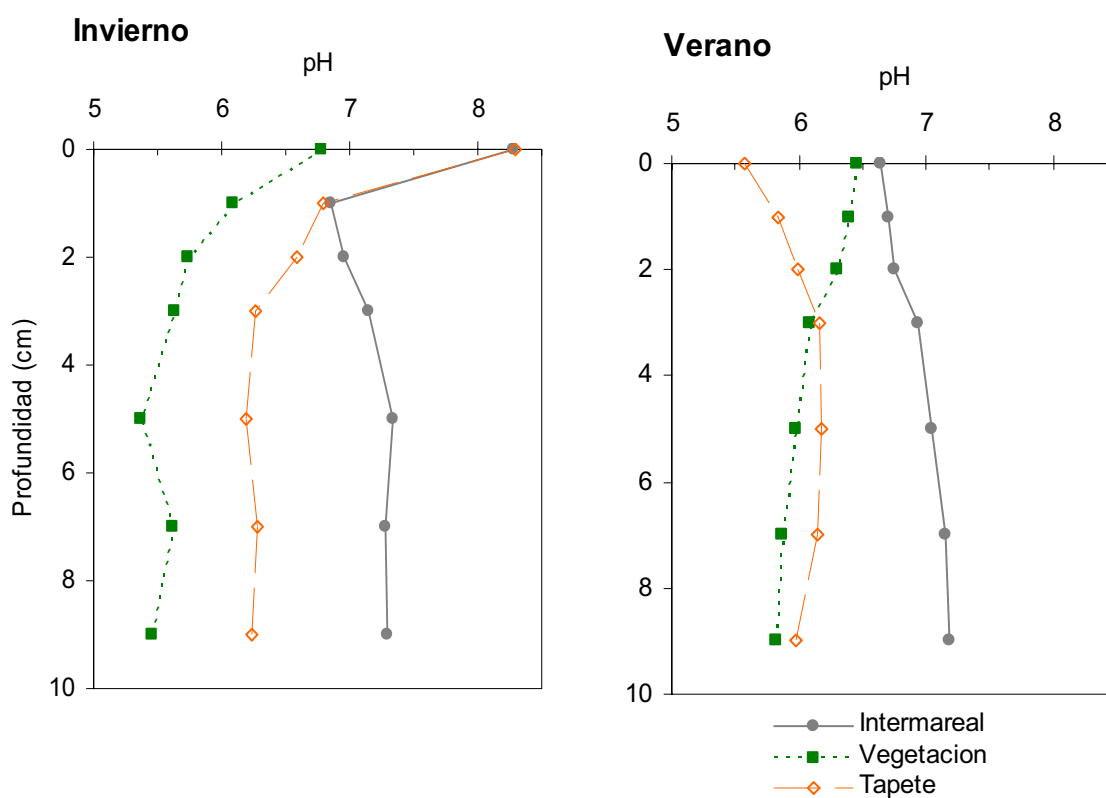 Invierno
pH
5 6 7 8
0
2
4
6
8
10
Profundidad (cm)
Verano
pH
5 6 7 8
0
2
4
6
8
10
Intermareal
Vegetacion
Tapete